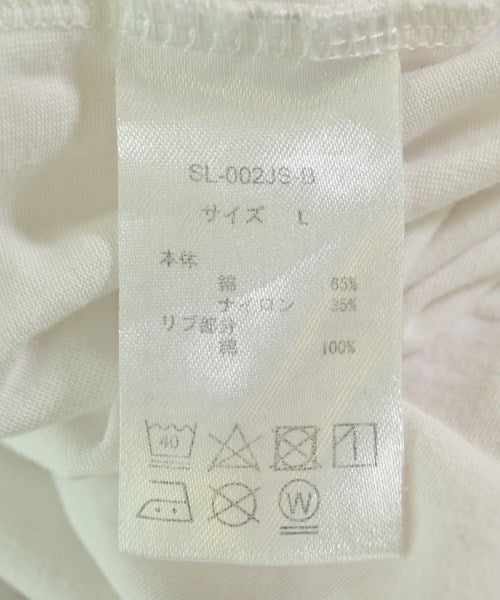 SL-002JS-B
サイズ L
本体
綿 65%
ナイロン 35%
リブ部分
綿 100%
40
W